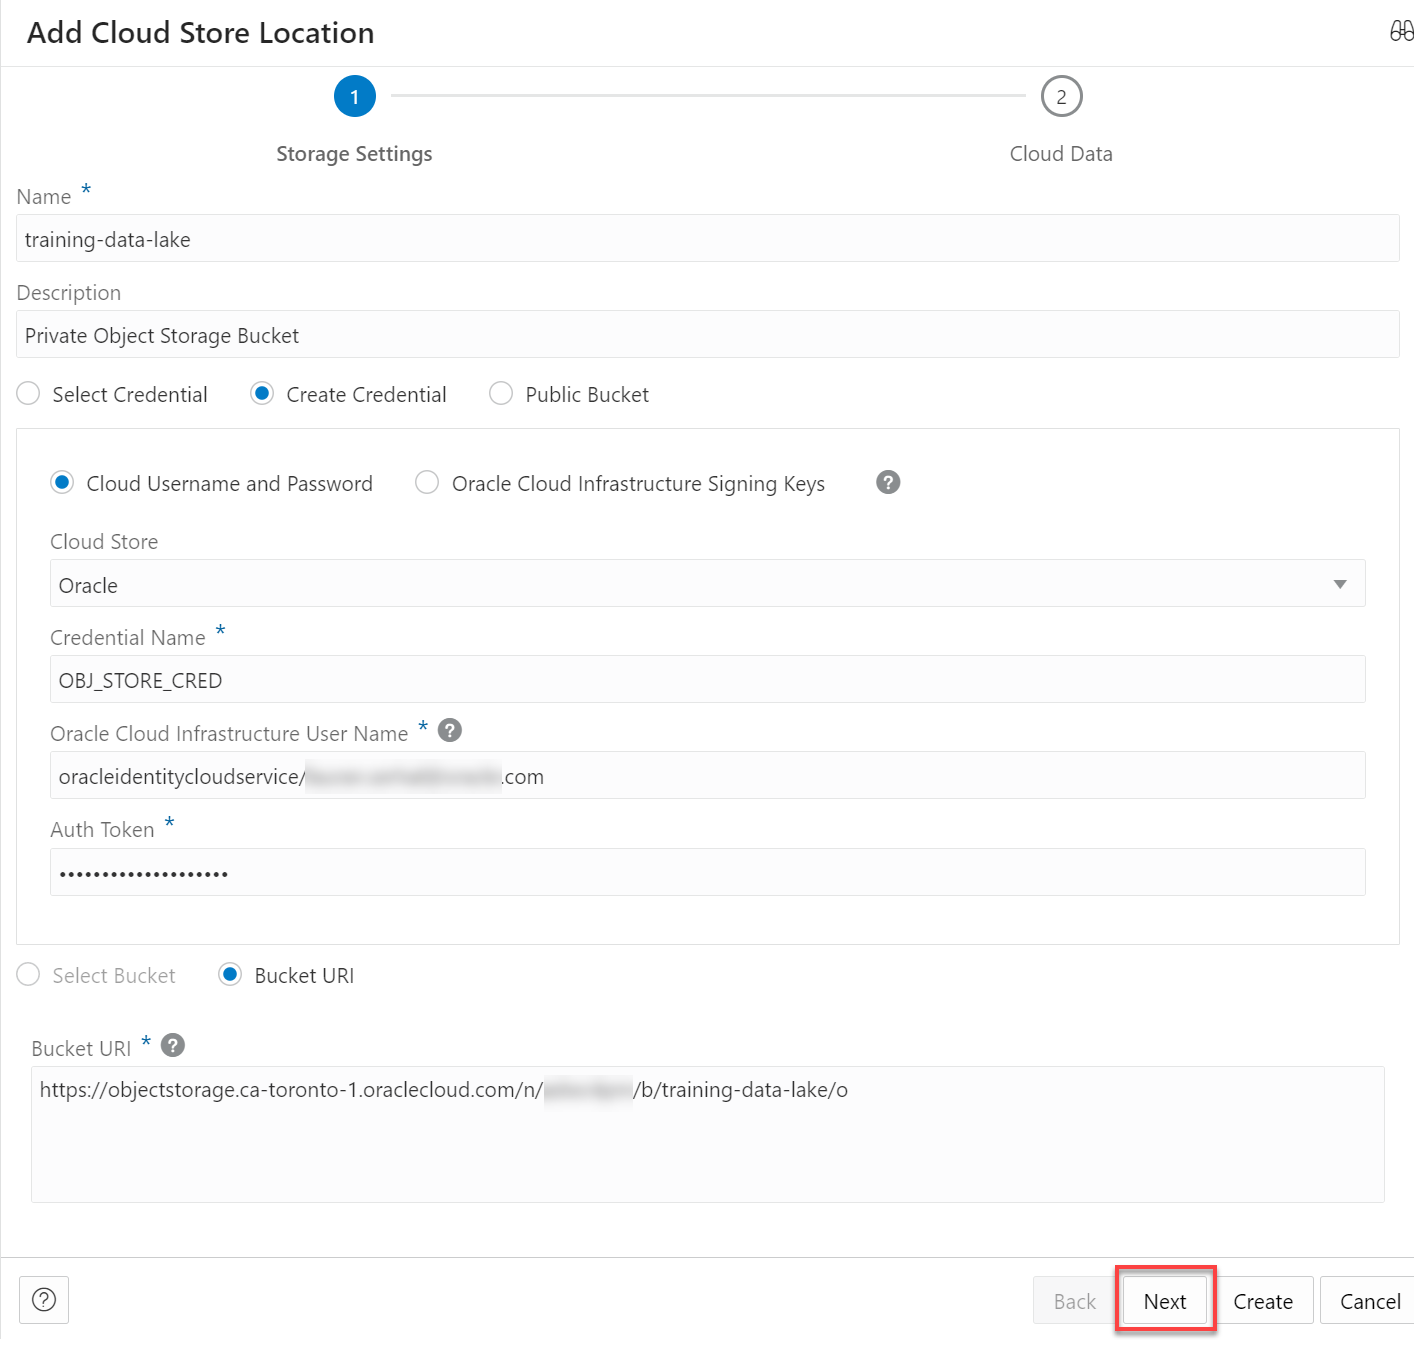 Add Cloud Store Location
1
2
Storage Settings
Cloud Data
Name *
training-data-lake
Description
Private Object Storage Bucket
Select Credential
Create Credential
Public Bucket
Cloud Username and Password
Oracle Cloud Infrastructure Signing Keys
?
Cloud Store
Oracle
Credential Name *
OBJ_STORE_CRED
Oracle Cloud Infrastructure User Name * ?
oracleidentitycloudservice/ .com
Auth Token *
••••••••••••••••••••
Select Bucket
Bucket URI
Bucket URI * ?
https://objectstorage.ca-toronto-1.oraclecloud.com/n/ /b/training-data-lake/o
?
Back
Next
Create
Cancel